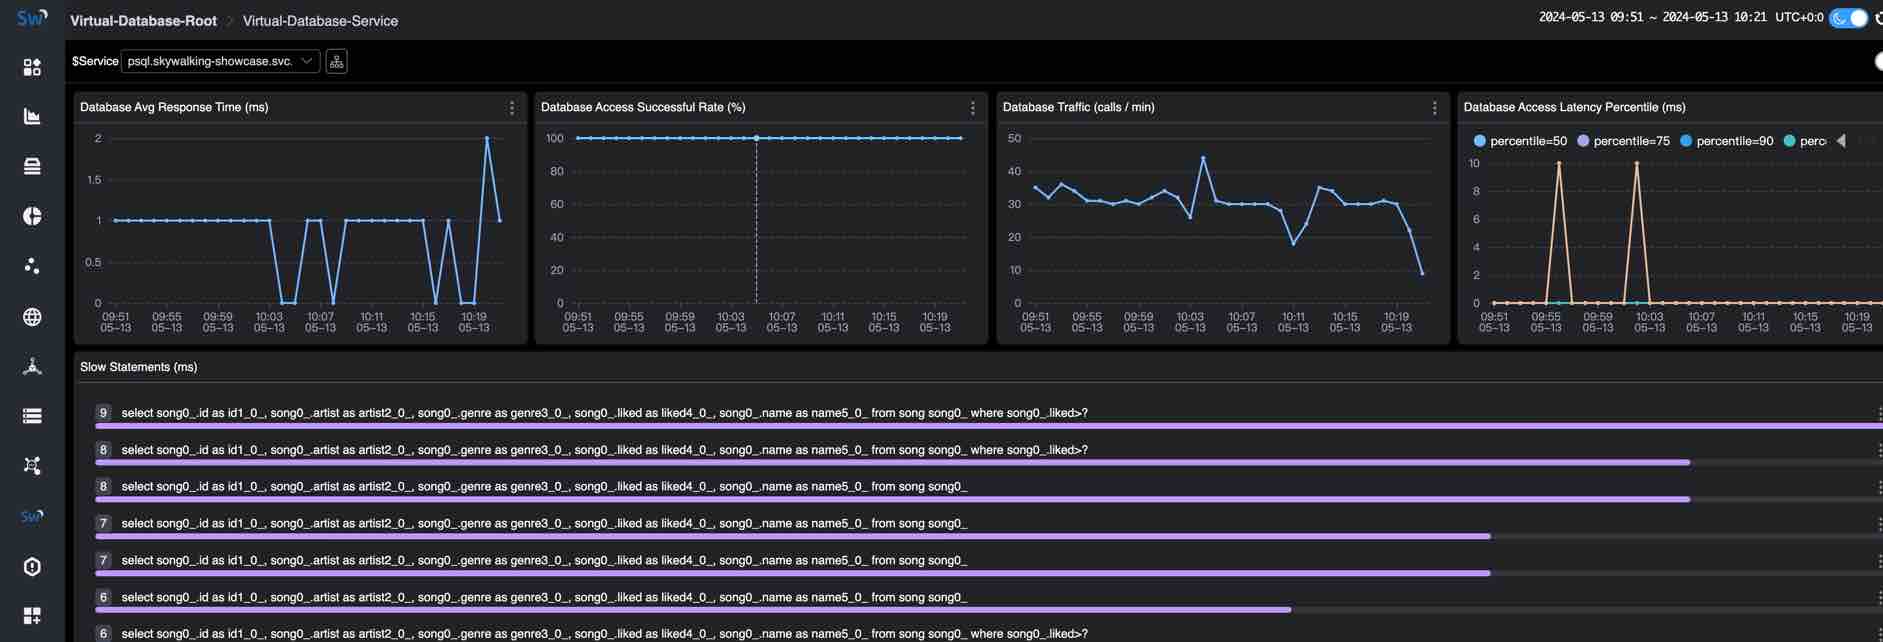 Sw
Virtual-Database-Root > Virtual-Database-Service
2024-05-13 09:51 ~ 2024-05-13 10:21 UTC+0:0
$Service psql.skywalking-showcase.svc.
Database Avg Response Time (ms)
2
1.5
1
0.5
0
09:51 09:55 09:59 10:03 10:07 10:11 10:15 10:19
05-13 05-13 05-13 05-13 05-13 05-13 05-13 05-13
Database Access Successful Rate (%)
100
80
60
40
20
0
09:51 09:55 09:59 10:03 10:07 10:11 10:15 10:19
05-13 05-13 05-13 05-13 05-13 05-13 05-13 05-13
Database Traffic (calls / min)
50
40
30
20
10
0
09:51 09:55 09:59 10:03 10:07 10:11 10:15 10:19
05-13 05-13 05-13 05-13 05-13 05-13 05-13 05-13
Database Access Latency Percentile (ms)
percentile=50 percentile=75 percentile=90 perc
10
8
6
4
2
0
09:51 09:55 09:59 10:03 10:07 10:11 10:15 10:19
05-13 05-13 05-13 05-13 05-13 05-13 05-13 05-13
Slow Statements (ms)
9 select song0_.id as id1_0_, song0_.artist as artist2_0_, song0_.genre as genre3_0_, song0_.liked as liked4_0_, song0_.name as name5_0_ from song song0_ where song0_.liked>?
8 select song0_.id as id1_0_, song0_.artist as artist2_0_, song0_.genre as genre3_0_, song0_.liked as liked4_0_, song0_.name as name5_0_ from song song0_ where song0_.liked>?
8 select song0_.id as id1_0_, song0_.artist as artist2_0_, song0_.genre as genre3_0_, song0_.liked as liked4_0_, song0_.name as name5_0_ from song song0_
7 select song0_.id as id1_0_, song0_.artist as artist2_0_, song0_.genre as genre3_0_, song0_.liked as liked4_0_, song0_.name as name5_0_ from song song0_
7 select song0_.id as id1_0_, song0_.artist as artist2_0_, song0_.genre as genre3_0_, song0_.liked as liked4_0_, song0_.name as name5_0_ from song song0_
6 select song0_.id as id1_0_, song0_.artist as artist2_0_, song0_.genre as genre3_0_, song0_.liked as liked4_0_, song0_.name as name5_0_ from song song0_
Sw
6 select song0_.id as id1_0_, song0_.artist as artist2_0_, song0_.genre as genre3_0_, song0_.liked as liked4_0_, song0_.name as name5_0_ from song song0_ where song0_.liked>?